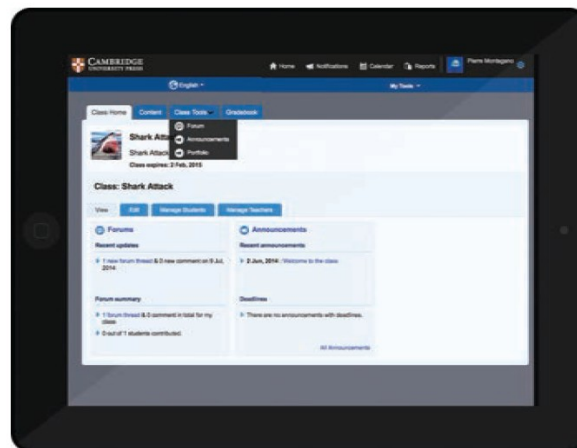 CAMBRIDGE
UNIVERSITY PRESS
Home Notifications Calendar Reports Pierre Montagano
English
My Tools
Class Home Content Class Tools Gradebook
Forum
Announcements
Portfolio
Shark Atta
Shark Attack
Class expires: 2 Feb, 2015
Class: Shark Attack
View Edit Manage Students Manage Teachers
Forums
Recent updates
1 new forum thread & 0 new comment on 9 Jul, 2014
Forum summary
1 forum thread & 0 comment in total for my class.
0 out of 1 students contributed.
Announcements
Recent announcements
2 Jun, 2014 : Welcome to the class
Deadlines
There are no announcements with deadlines.
All Announcements